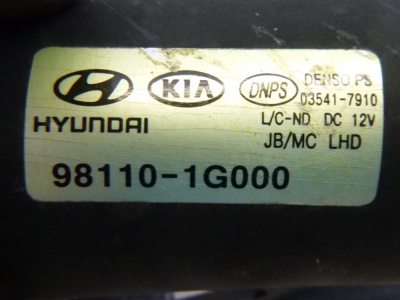 KIA DNPS DENSO PS
03541-7910
HYUNDAI L/C-ND DC 12V
JB/MC LHD
98110-1G000